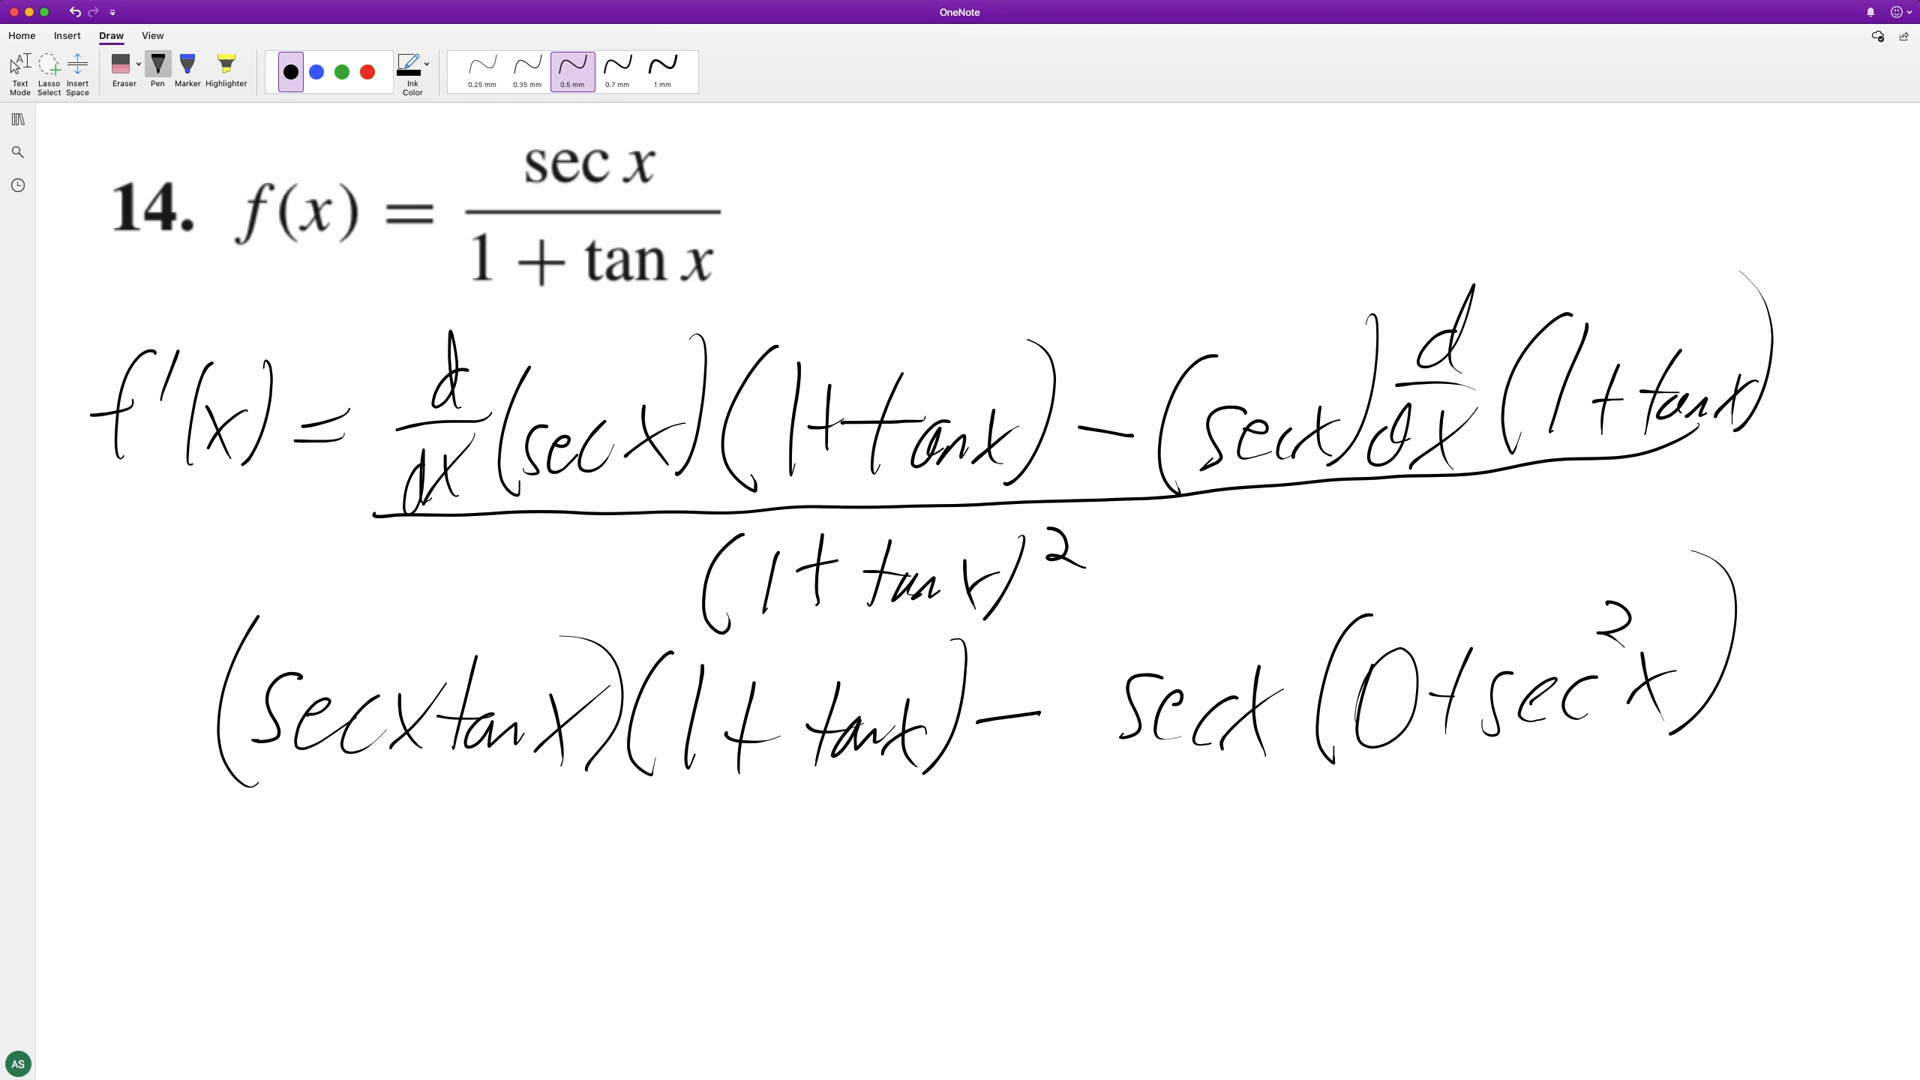 OneNote
Home Insert Draw View
Text Mode Lasso Select Insert Space Eraser Pen Marker Highlighter Ink Color 0.25 mm 0.35 mm 0.5 mm 0.7 mm 1 mm
14. f(x) = sec x / (1 + tan x)
f'(x) = d/dx (sec x)(1 + tan x) − (sec x) d/dx (1 + tan x)
(1 + tan x)²
(sec x tan x)(1 + tan x) − sec x (0 + sec² x)
AS